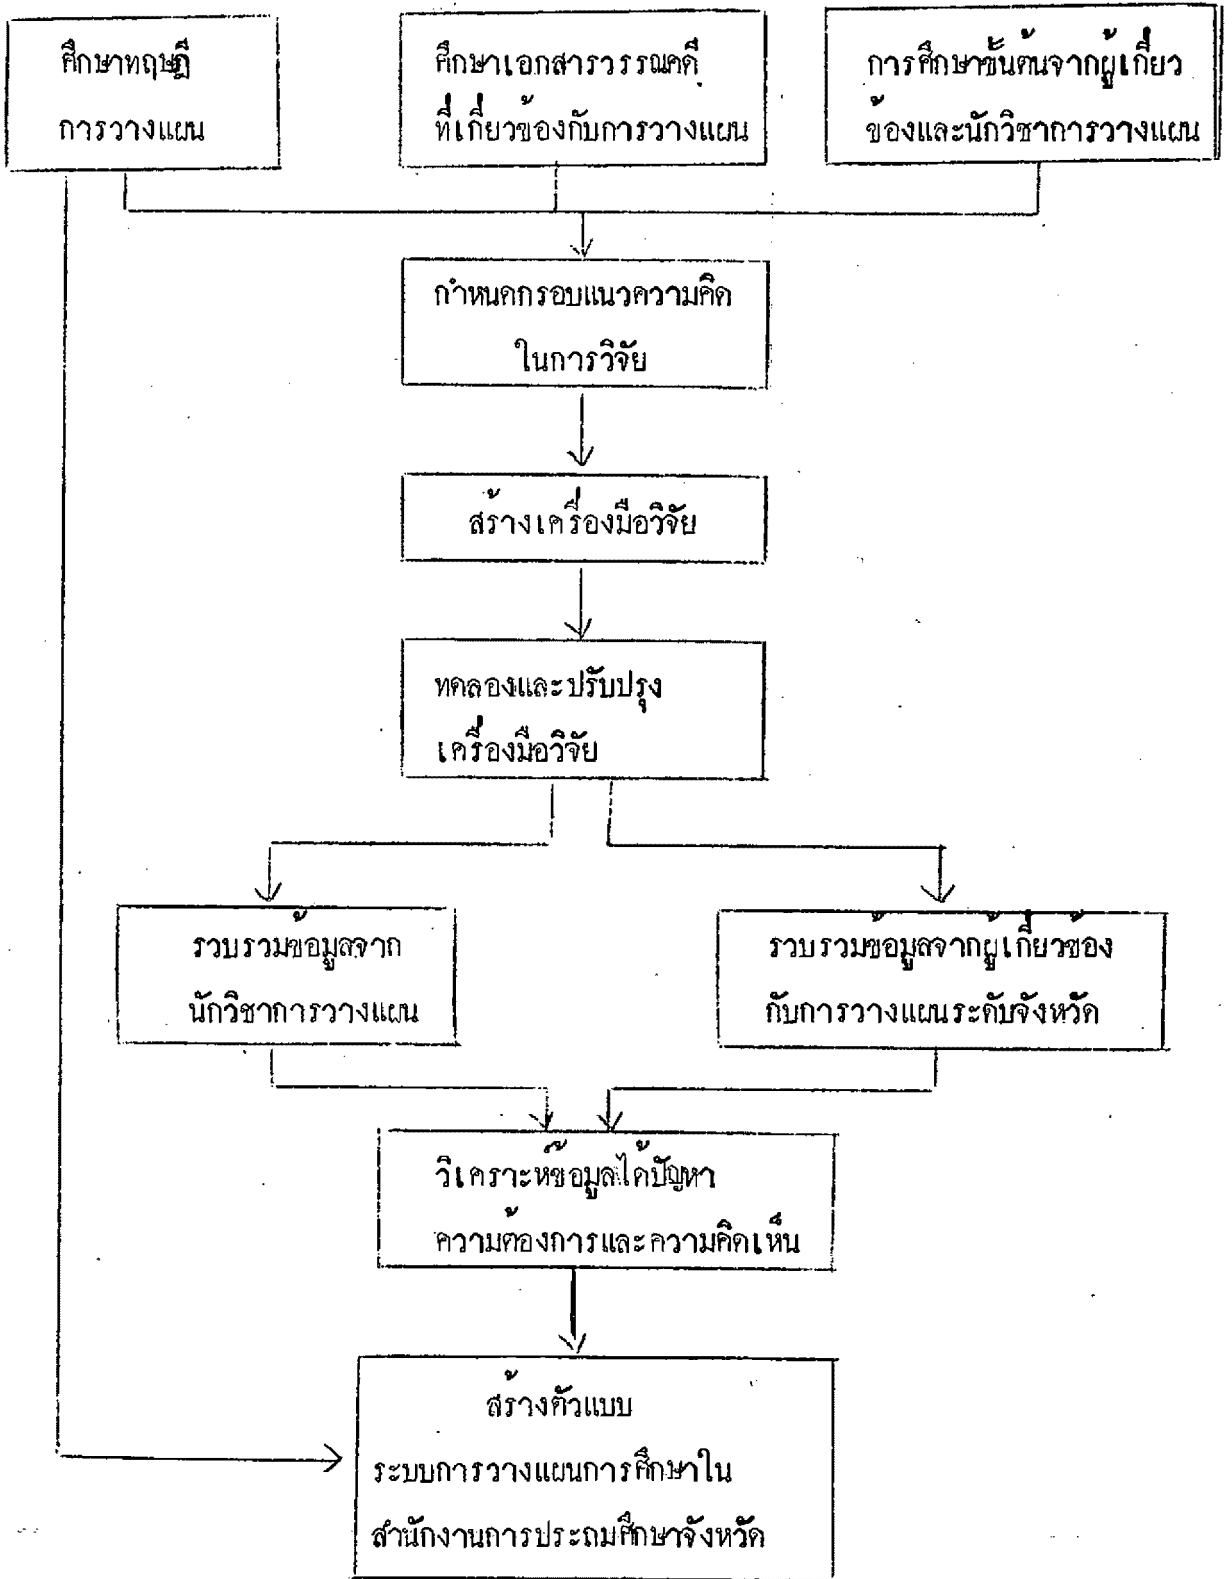 ศึกษาทฤษฎี
การวางแผน
ศึกษาเอกสารวรรณคดี
ที่เกี่ยวข้องกับการวางแผน
การศึกษาขั้นต้นจากผู้เกี่ยว
ข้องและนักวิชาการวางแผน
กำหนดกรอบแนวความคิด
ในการวิจัย
สร้างเครื่องมือวิจัย
ทดลองและปรับปรุง
เครื่องมือวิจัย
รวบรวมข้อมูลจาก
นักวิชาการวางแผน
รวบรวมข้อมูลจากผู้เกี่ยวข้อง
กับการวางแผนระดับจังหวัด
วิเคราะห์ข้อมูลได้ปัญหา
ความต้องการและความคิดเห็น
สร้างตัวแบบ
ระบบการวางแผนการศึกษาใน
สำนักงานการประถมศึกษาจังหวัด